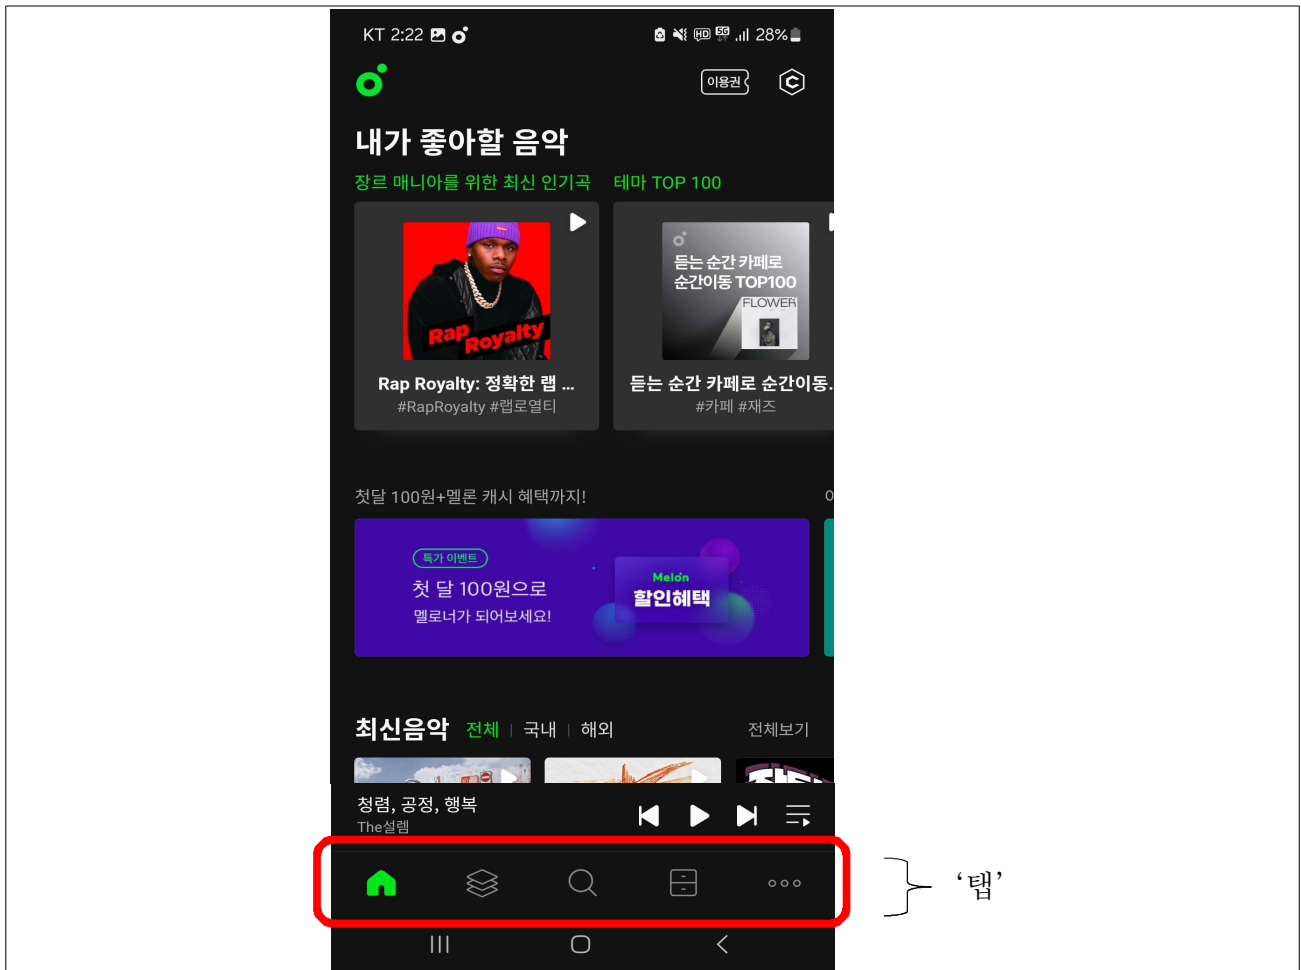 KT 2:22
HD 5G 28%
이용권
내가 좋아할 음악
장르 매니아를 위한 최신 인기곡 테마 TOP 100
듣는 순간 카페로
순간이동 TOP100
FLOWER
Rap
Royalty
Rap Royalty: 정확한 랩 ... 듣는 순간 카페로 순간이동.
#RapRoyalty #랩로열티 #카페 #재즈
첫달 100원+멜론 캐시 혜택까지!
특가 이벤트
첫 달 100원으로
멜로너가 되어보세요!
Melon
할인혜택
최신음악 전체 국내 해외 전체보기
청렴, 공정, 행복
The설렘
‘탭’